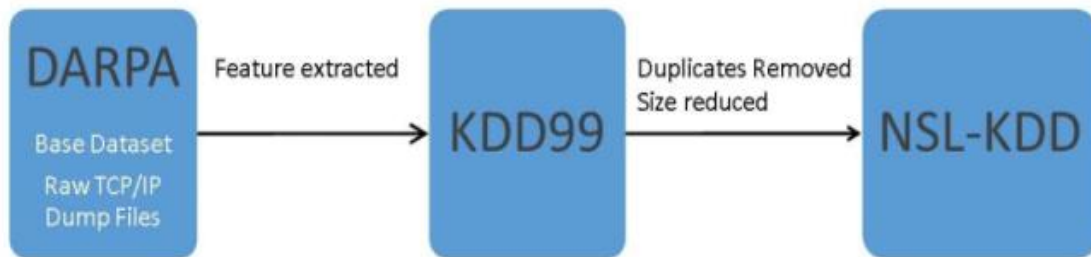 DARPA
Base Dataset
Raw TCP/IP
Dump Files
Feature extracted
KDD99
Duplicates Removed
Size reduced
NSL-KDD